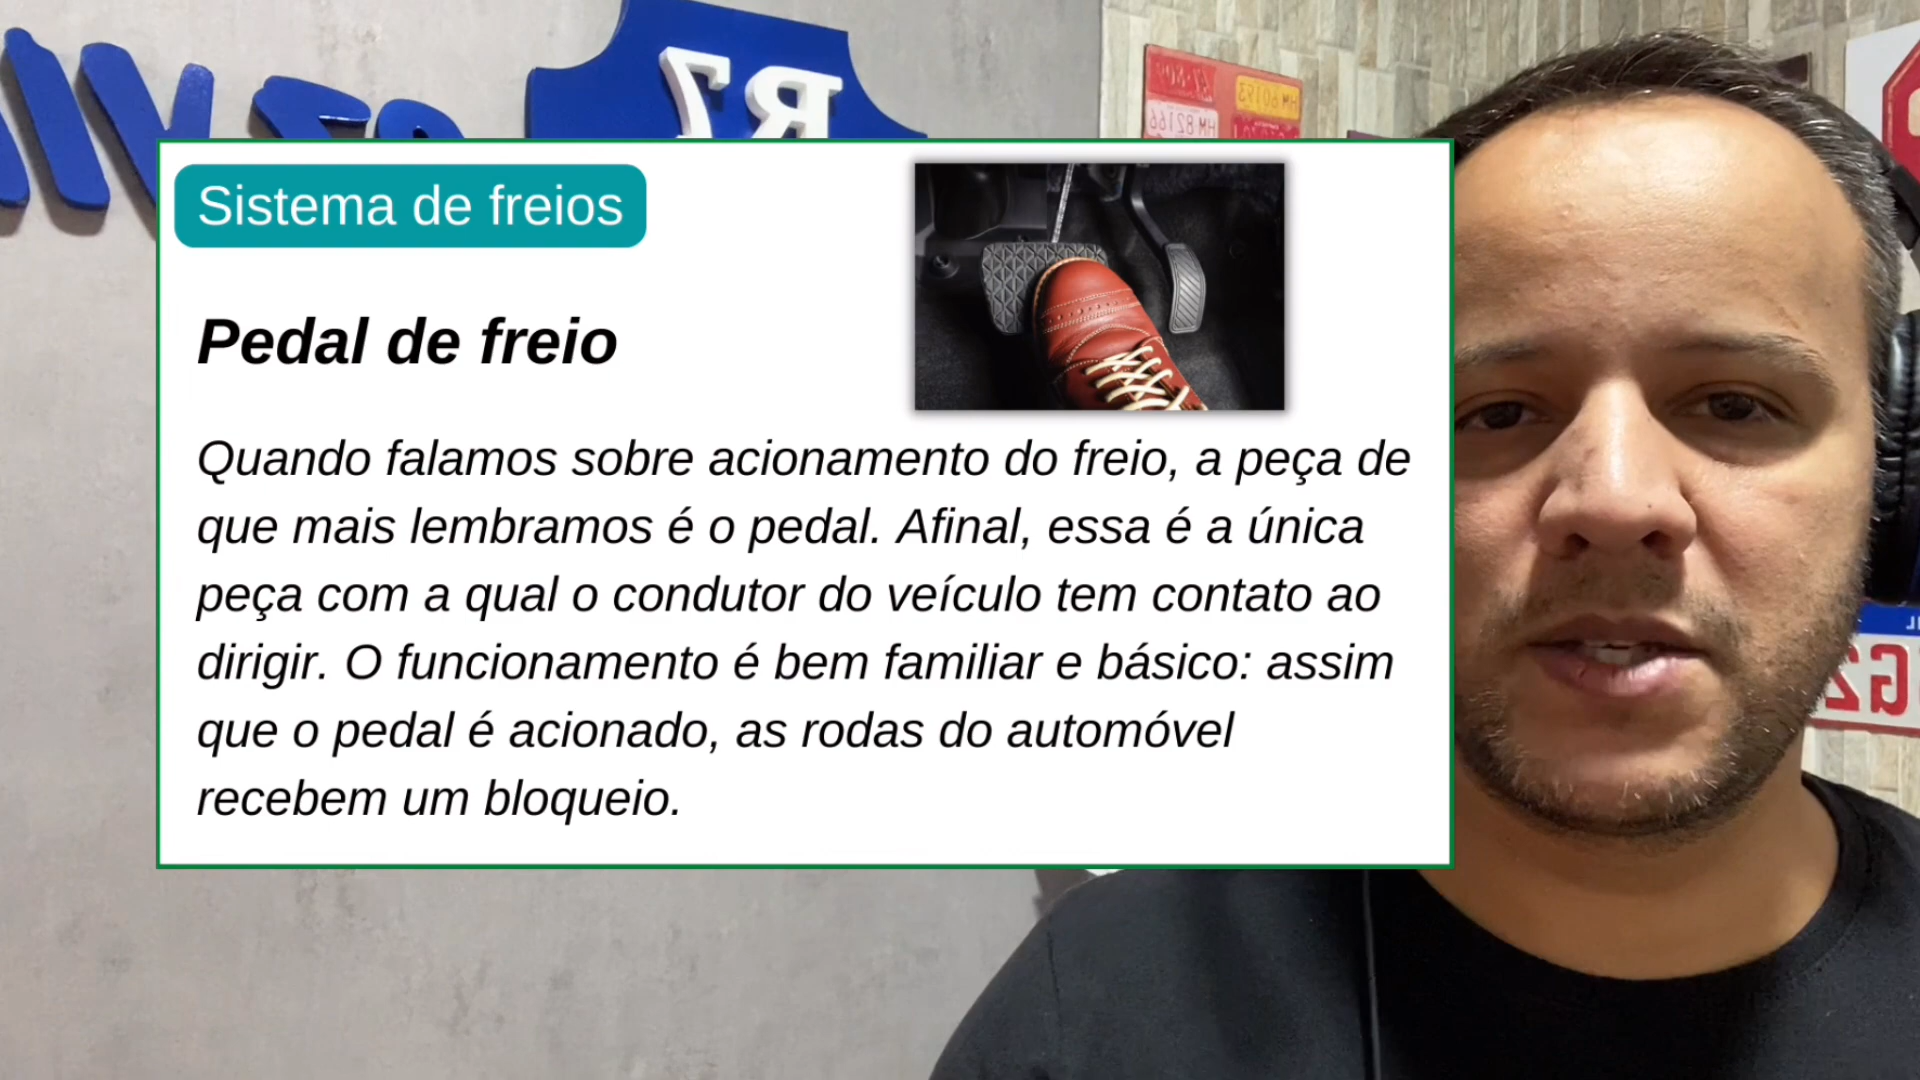 R7
Sistema de freios
Pedal de freio
Quando falamos sobre acionamento do freio, a peça de
que mais lembramos é o pedal. Afinal, essa é a única
peça com a qual o condutor do veículo tem contato ao
dirigir. O funcionamento é bem familiar e básico: assim
que o pedal é acionado, as rodas do automóvel
recebem um bloqueio.